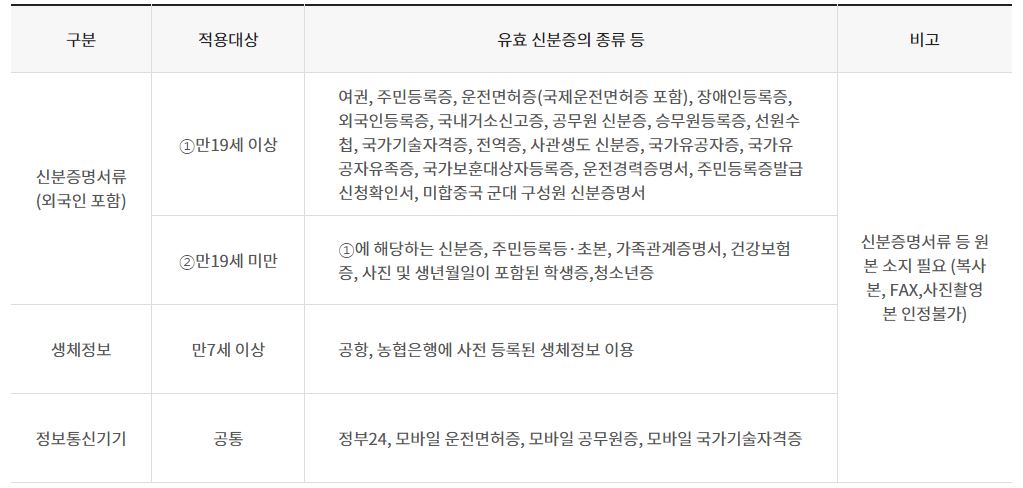 구분
적용대상
유효 신분증의 종류 등
비고
신분증명서류
(외국인 포함)
①만19세 이상
여권, 주민등록증, 운전면허증(국제운전면허증 포함), 장애인등록증,
외국인등록증, 국내거소신고증, 공무원 신분증, 승무원등록증, 선원수
첩, 국가기술자격증, 전역증, 사관생도 신분증, 국가유공자증, 국가유
공자유족증, 국가보훈대상자등록증, 운전경력증명서, 주민등록증발급
신청확인서, 미합중국 군대 구성원 신분증명서
②만19세 미만
①에 해당하는 신분증, 주민등록등·초본, 가족관계증명서, 건강보험
증, 사진 및 생년월일이 포함된 학생증,청소년증
생체정보
만7세 이상
공항, 농협은행에 사전 등록된 생체정보 이용
정보통신기기
공통
정부24, 모바일 운전면허증, 모바일 공무원증, 모바일 국가기술자격증
신분증명서류 등 원
본 소지 필요 (복사
본, FAX,사진촬영
본 인정불가)